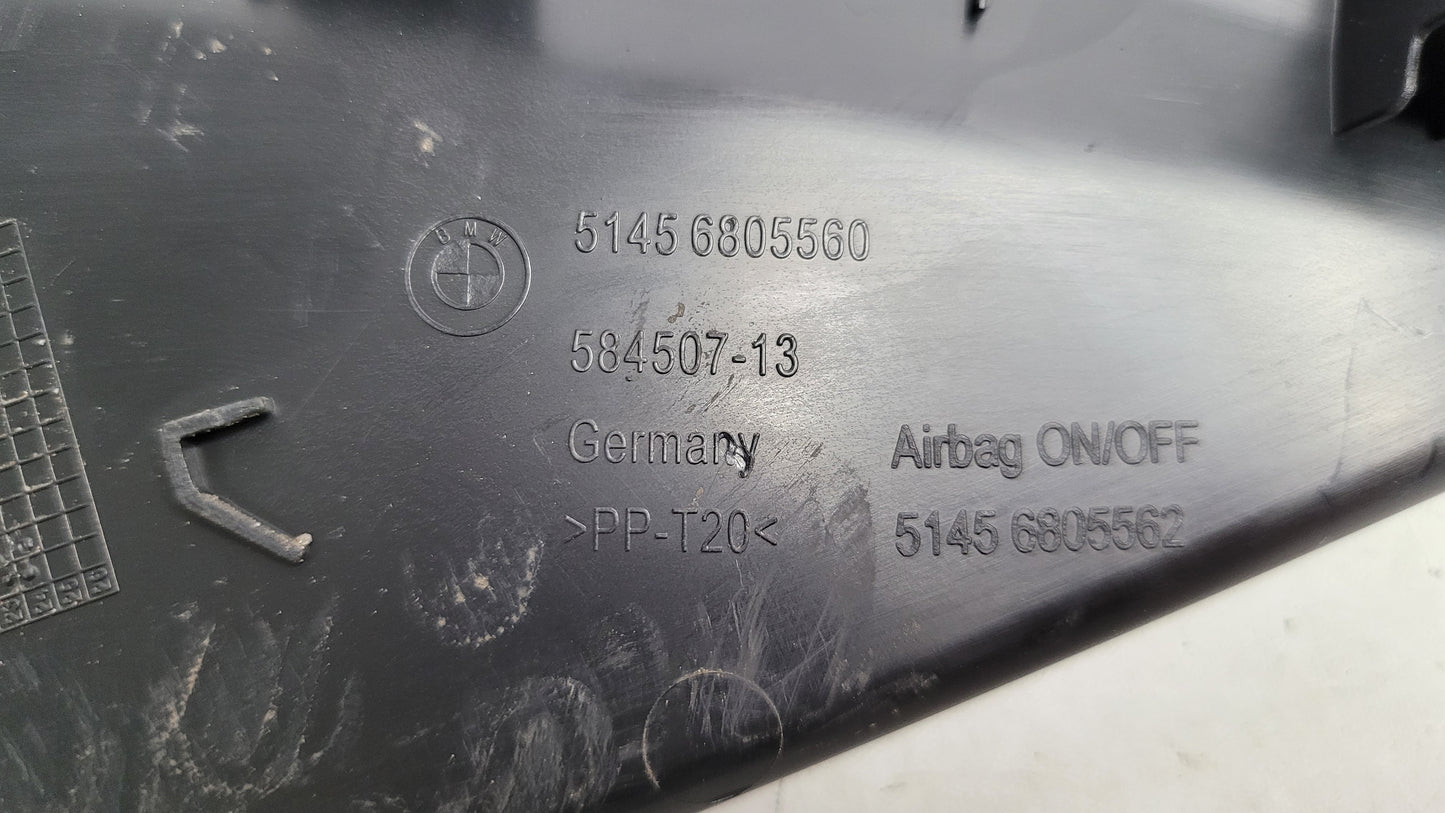 BMW
5145 6805560
584507-13
Germany
>PP-T20<
Airbag ON/OFF
5145 6805562